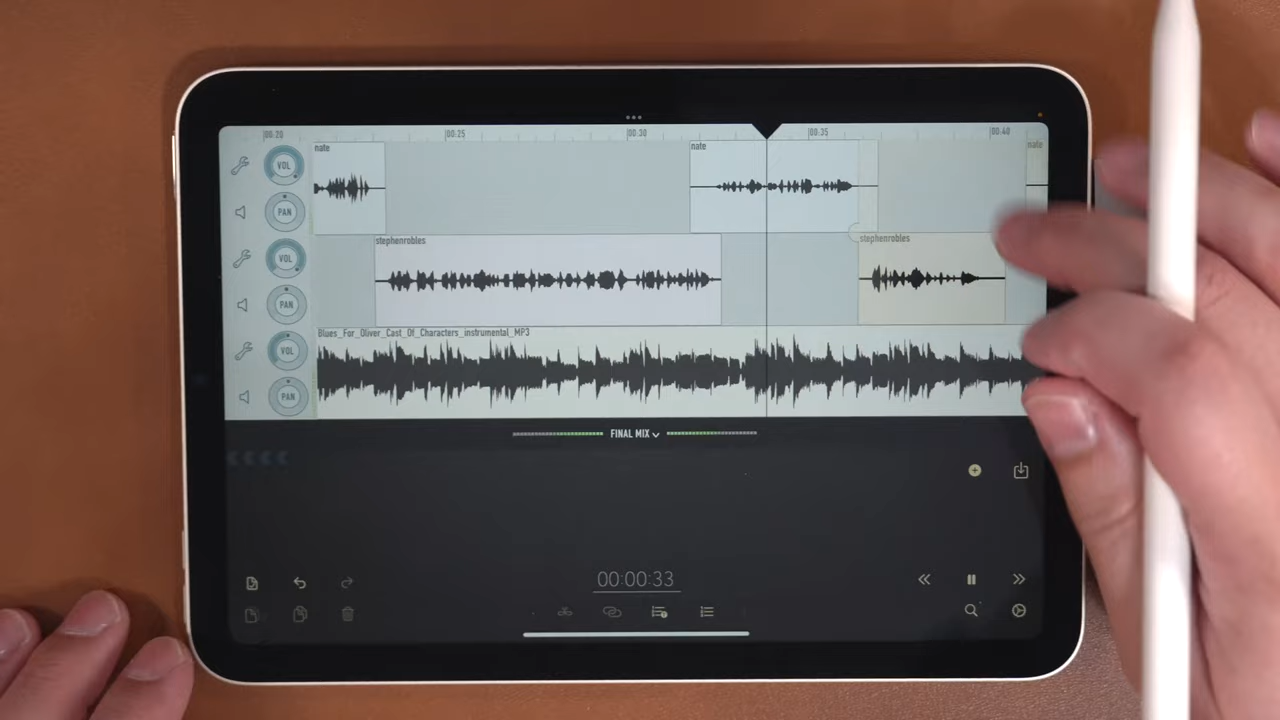 00:20 00:25 00:30 00:35 00:40
nate nate nate
VOL
PAN
stephenrobles stephenrobles
VOL
PAN
Blues_For_Oliver_Cast_Of_Characters_instrumental_MP3
VOL
PAN
FINAL MIX
00:00:33